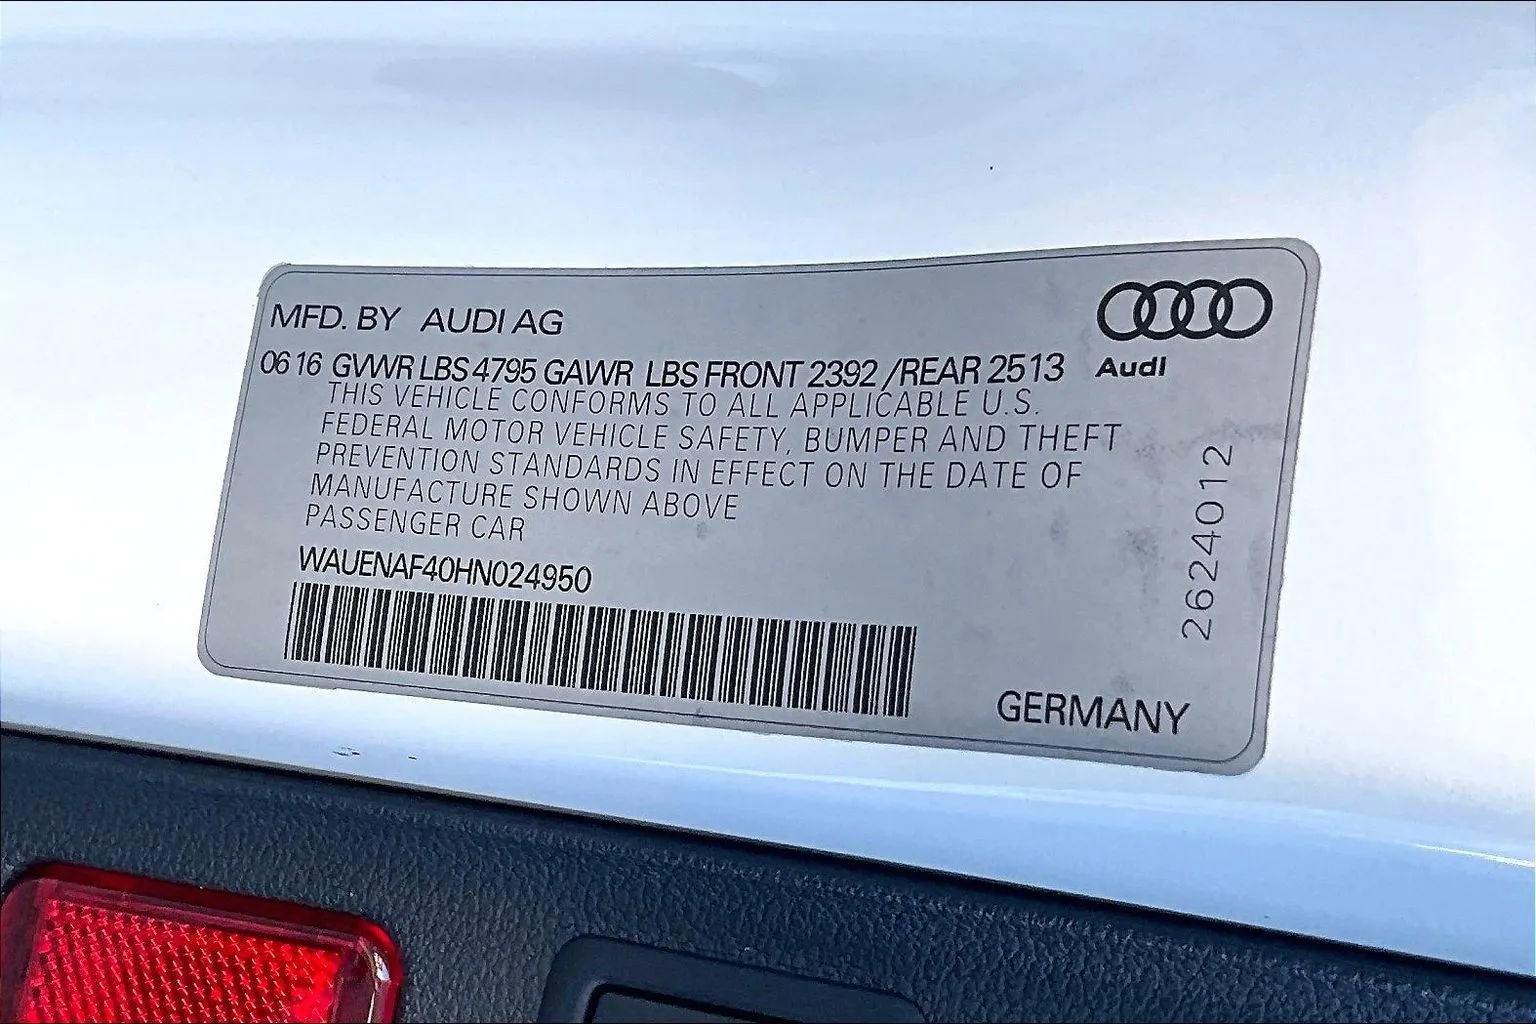 MFD. BY AUDI AG
Audi
06 16 GVWR LBS 4795 GAWR LBS FRONT 2392 /REAR 2513
THIS VEHICLE CONFORMS TO ALL APPLICABLE U.S.
FEDERAL MOTOR VEHICLE SAFETY, BUMPER AND THEFT
PREVENTION STANDARDS IN EFFECT ON THE DATE OF
MANUFACTURE SHOWN ABOVE
PASSENGER CAR
WAUENAF40HN024950
2624012
GERMANY